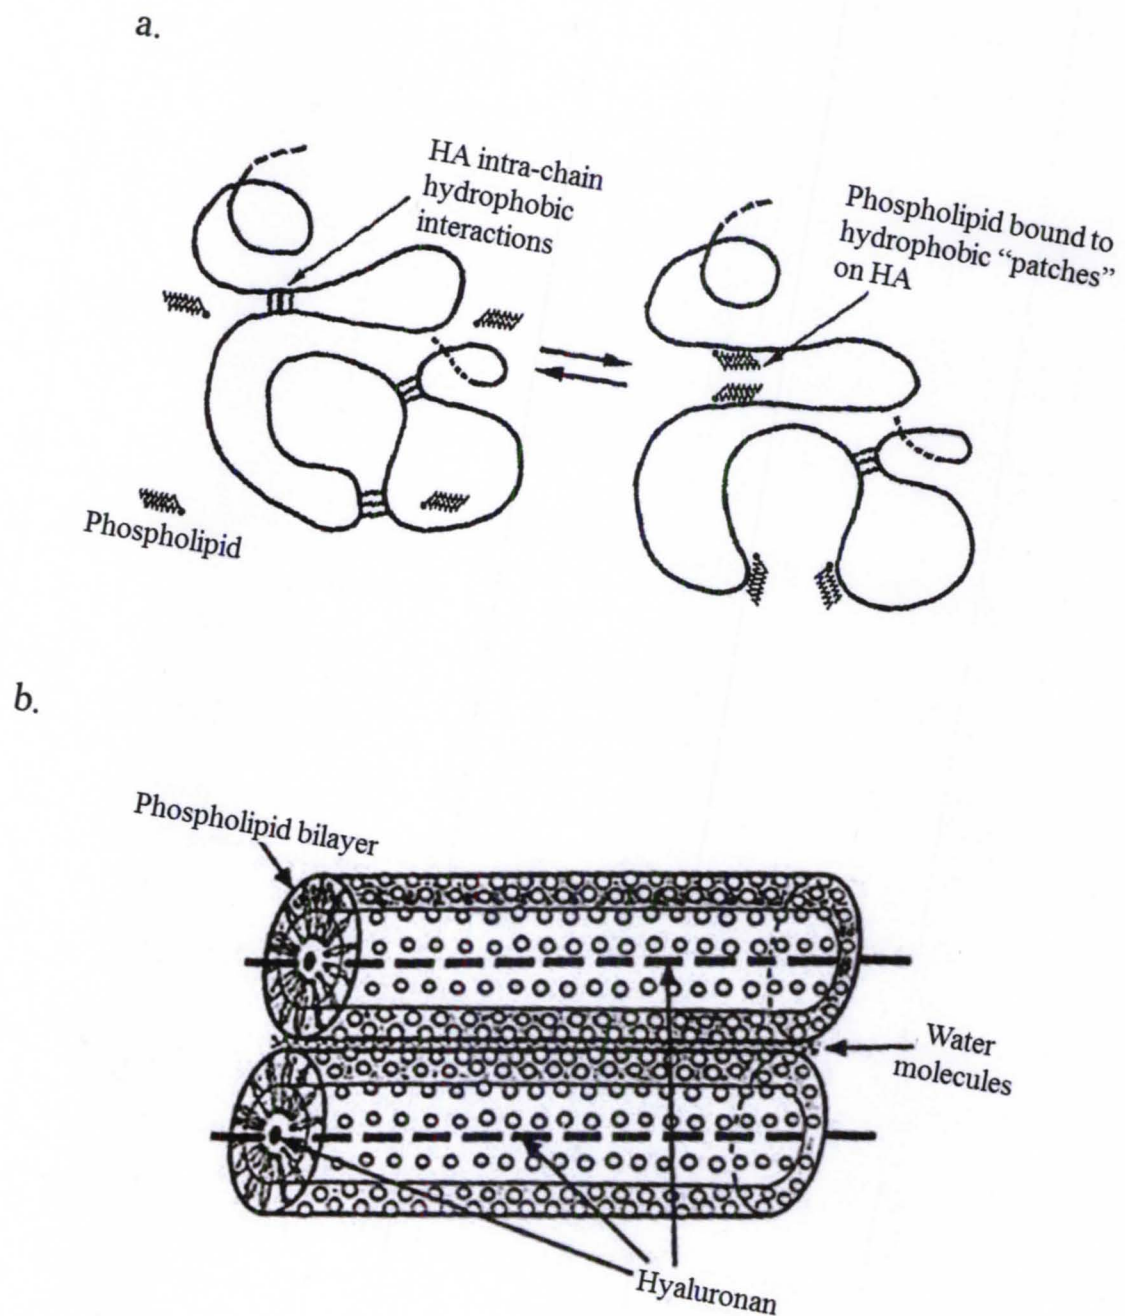 a.
HA intra-chain
hydrophobic
interactions
Phospholipid bound to
hydrophobic “patches”
on HA
Phospholipid
b.
Phospholipid bilayer
Water
molecules
Hyaluronan